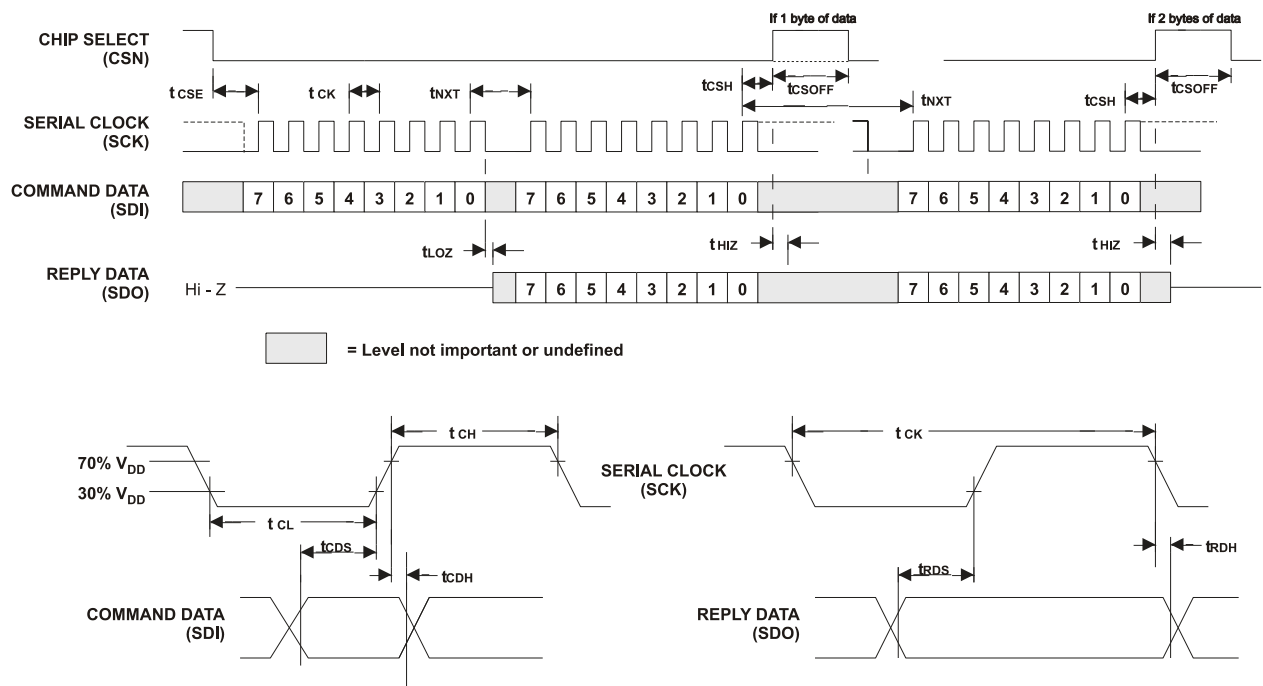 If 1 byte of data
If 2 bytes of data
CHIP SELECT
(CSN)
tCSE
tCK
tNXT
tCSH
tCSOFF
tNXT
tCSH
tCSOFF
SERIAL CLOCK
(SCK)
COMMAND DATA
(SDI)
7 6 5 4 3 2 1 0
7 6 5 4 3 2 1 0
7 6 5 4 3 2 1 0
tLOZ
tHIZ
tHIZ
REPLY DATA
(SDO)
Hi - Z
7 6 5 4 3 2 1 0
7 6 5 4 3 2 1 0
= Level not important or undefined
tCH
tCK
70% VDD
30% VDD
SERIAL CLOCK
(SCK)
tCL
tCDS
tCDH
tRDS
tRDH
COMMAND DATA
(SDI)
REPLY DATA
(SDO)